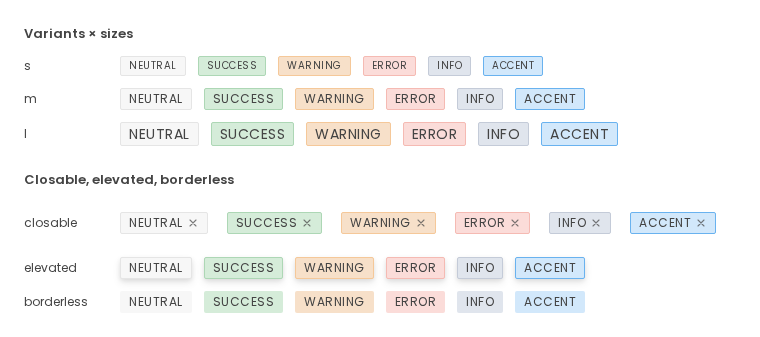 Variants × sizes
s NEUTRAL SUCCESS WARNING ERROR INFO ACCENT
m NEUTRAL SUCCESS WARNING ERROR INFO ACCENT
l NEUTRAL SUCCESS WARNING ERROR INFO ACCENT
Closable, elevated, borderless
closable NEUTRAL × SUCCESS × WARNING × ERROR × INFO × ACCENT ×
elevated NEUTRAL SUCCESS WARNING ERROR INFO ACCENT
borderless NEUTRAL SUCCESS WARNING ERROR INFO ACCENT